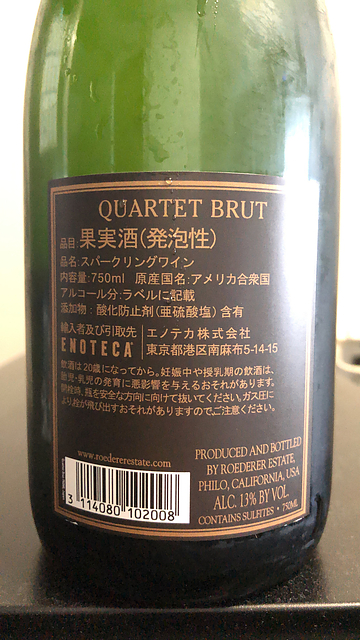 QUARTET BRUT
品目:果実酒(発泡性)
品名:スパークリングワイン
内容量:750ml 原産国名:アメリカ合衆国
アルコール分:ラベルに記載
添加物:酸化防止剤(亜硫酸塩)含有
輸入者及び引取先 エノテカ株式会社
ENOTECA 東京都港区南麻布5-14-15
飲酒は20歳になってから。妊娠中や授乳期の飲酒は、
胎児・乳児の発育に悪影響を与えるおそれがあります。
開栓時、瓶を安全な方向に向けて抜いてください。ガス圧に
より栓が飛び出すおそれがありますのでご注意ください。
www.roedererestate.com
3 114080 102008
PRODUCED AND BOTTLED
BY ROEDERER ESTATE,
PHILO, CALIFORNIA, USA
ALC. 13% BY VOL.
CONTAINS SULFITES • 750ML